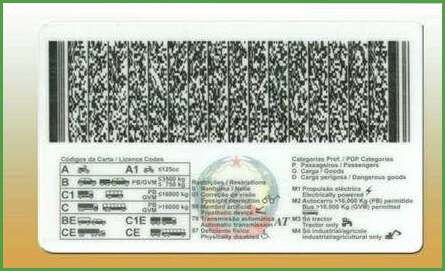 Códigos da Carta / Licence Codes
A A1 ≤125cc
B PB/GVM ≤3500 kg ≤ 750 kg
C1 PB GVM ≤16000 kg
C PB GVM >16000 kg
BE C1E
CE CE
Restrições / Restrictions
0. Nenhuma / None
01 Correcção de visão
Eyesight correction
Membro artificial
Prosthetic device
78 Transmissão automática
Automatic transmission
07 Deficiente físico
Physically disabled
AT
Categorias Prof. / PDP Categories
P Passageiros / Passengers
G Carga / Goods
D Carga perigosa / Dangerous goods
M1 Propulsão eléctrica
Electrically powered
M2 Autocarro >16,000 Kg (PB) permitido
Bus >16,000 Kg (GVM) permitted
M3 Só tractor
Tractor only
M4 Só industrial/agrícola
Industrial/agricultural only